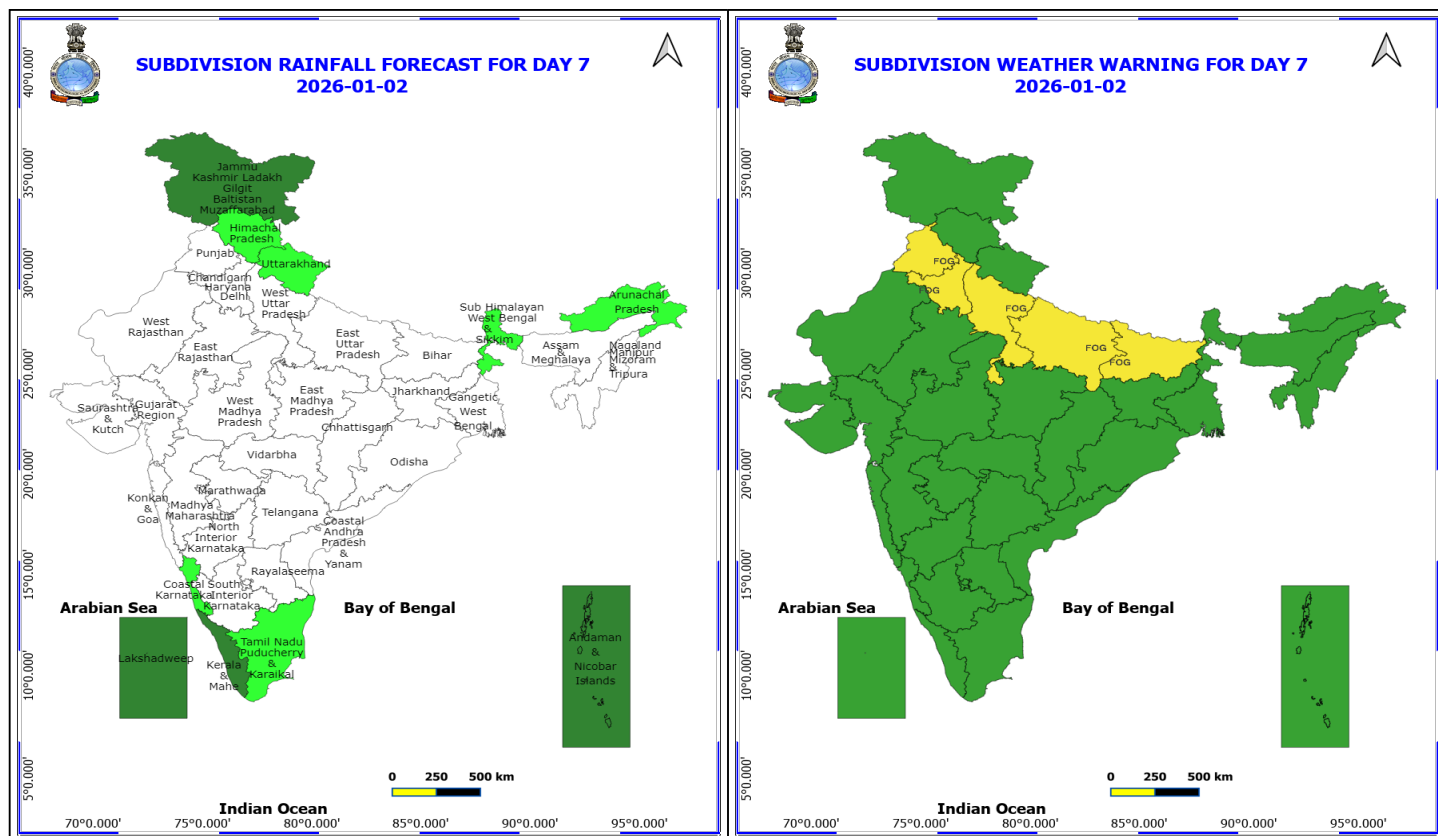 SUBDIVISION RAINFALL FORECAST FOR DAY 7
2026-01-02
40°0.000'
35°0.000'
30°0.000'
25°0.000'
20°0.000'
15°0.000'
10°0.000'
5°0.000'
Jammu
Kashmir Ladakh
Gilgit
Baltistan
Muzaffarabad
Himachal
Pradesh
Punjab
Uttarakhand
Chandigarh
Haryana
Delhi
West
Uttar
Pradesh
West
Rajasthan
East
Rajasthan
East
Uttar
Pradesh
Bihar
Sub Himalayan
West Bengal
&
Sikkim
Arunachal
Pradesh
Assam
&
Meghalaya
Nagaland
Manipur
Mizoram
&
Tripura
Saurashtra
&
Kutch
Gujarat
Region
West
Madhya
Pradesh
East
Madhya
Pradesh
Jharkhand
Gangetic
West
Bengal
Chhattisgarh
Vidarbha
Odisha
Konkan
&
Goa
Madhya
Maharashtra
Marathwada
Telangana
North
Interior
Karnataka
Coastal
Andhra
Pradesh
&
Yanam
Rayalaseema
Coastal
Karnataka
South
Interior
Karnataka
Arabian Sea
Bay of Bengal
Lakshadweep
Kerala
&
Mahe
Tamil Nadu
Puducherry
&
Karaikal
Andaman
&
Nicobar
Islands
0 250 500 km
Indian Ocean
70°0.000' 75°0.000' 80°0.000' 85°0.000' 90°0.000' 95°0.000'
SUBDIVISION WEATHER WARNING FOR DAY 7
2026-01-02
40°0.000'
35°0.000'
30°0.000'
25°0.000'
20°0.000'
15°0.000'
10°0.000'
5°0.000'
FOG
FOG
FOG
FOG
FOG
Arabian Sea
Bay of Bengal
0 250 500 km
Indian Ocean
70°0.000' 75°0.000' 80°0.000' 85°0.000' 90°0.000' 95°0.000'